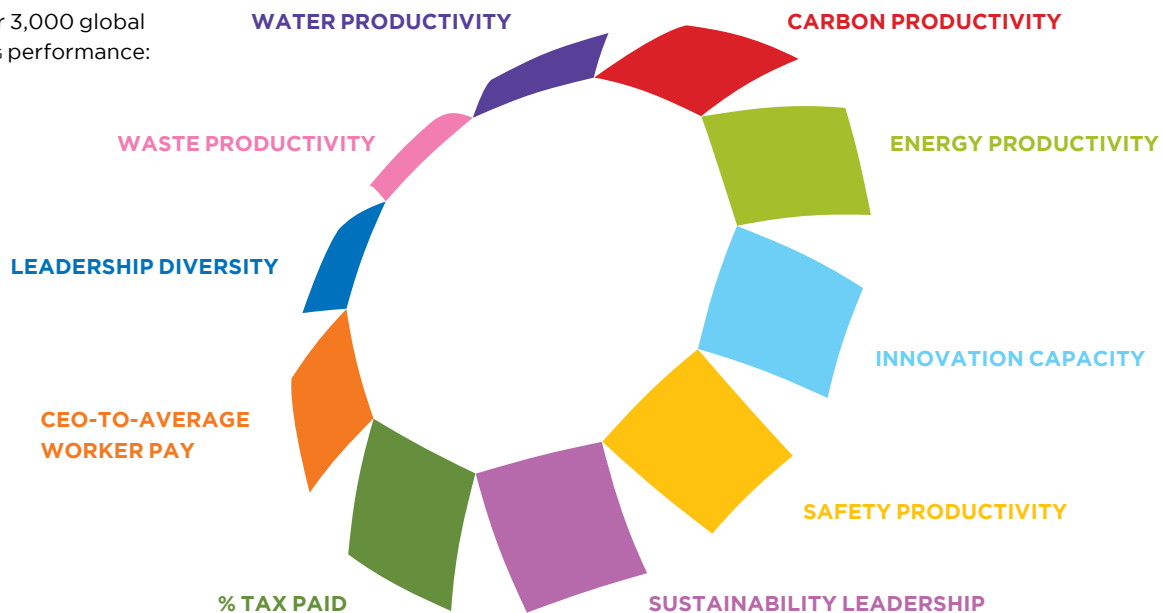 3,000 global
performance:
WATER PRODUCTIVITY
CARBON PRODUCTIVITY
WASTE PRODUCTIVITY
ENERGY PRODUCTIVITY
LEADERSHIP DIVERSITY
INNOVATION CAPACITY
CEO-TO-AVERAGE
WORKER PAY
SAFETY PRODUCTIVITY
% TAX PAID
SUSTAINABILITY LEADERSHIP